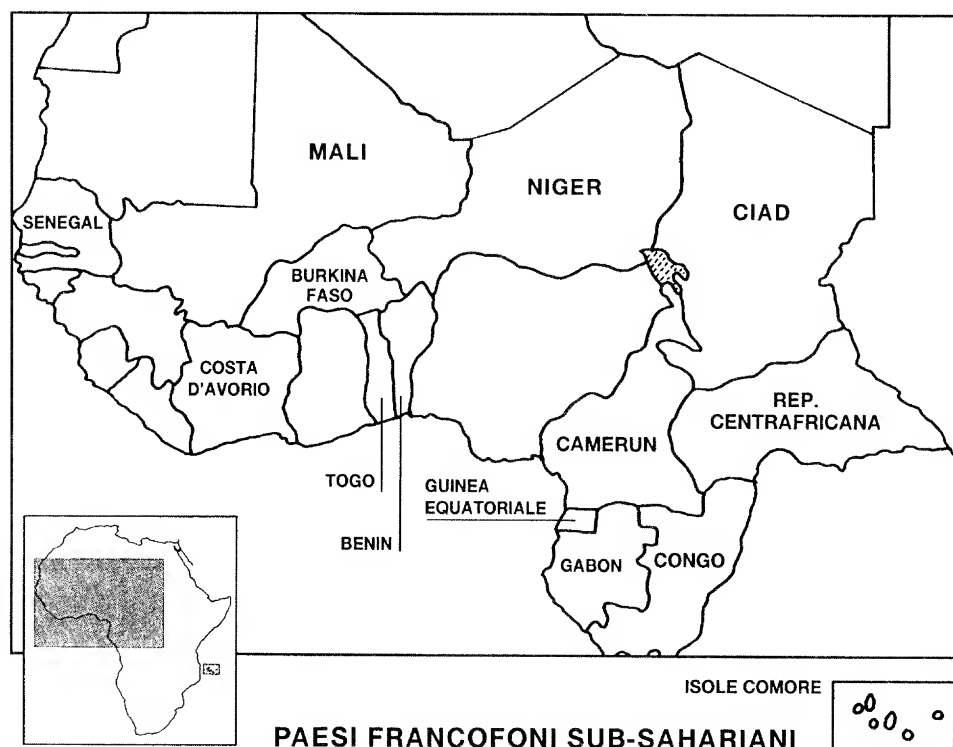 MALI
NIGER
CIAD
SENEGAL
BURKINA
FASO
COSTA
D'AVORIO
REP.
CENTRAFRICANA
CAMERUN
TOGO
GUINEA
EQUATORIALE
BENIN
GABON
CONGO
ISOLE COMORE
PAESI FRANCOFONI SUB-SAHARIANI